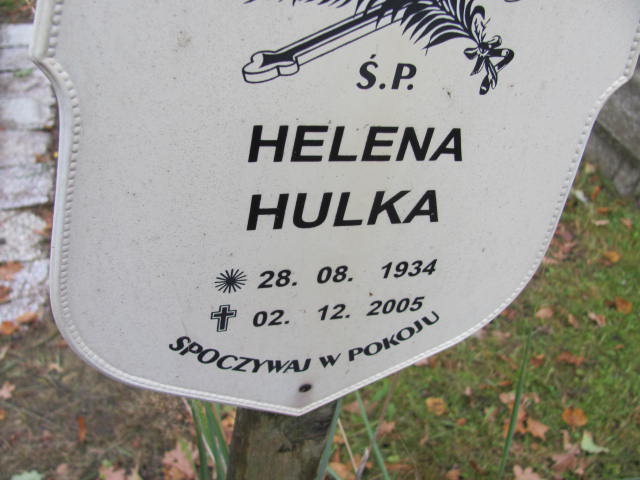 Ś.P.
HELENA
HULKA
28. 08. 1934
02. 12. 2005
SPOCZYWAJ W POKOJU